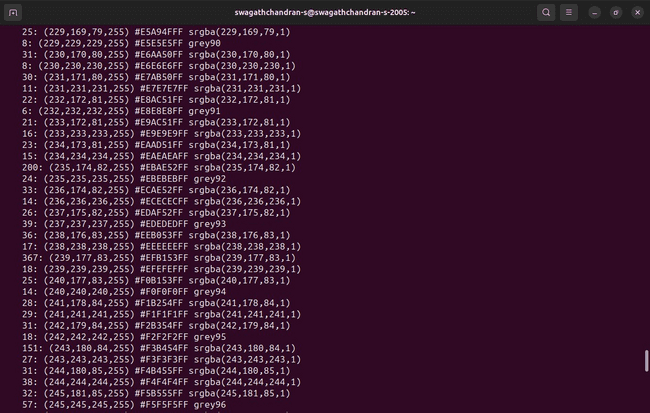 swagathchandran-s@swagathchandran-s-2005: ~
25: (229,169,79,255) #E5A94FFF srgba(229,169,79,1)
8: (229,229,229,255) #E5E5E5FF grey90
31: (230,170,80,255) #E6AA50FF srgba(230,170,80,1)
8: (230,230,230,255) #E6E6E6FF srgba(230,230,230,1)
30: (231,171,80,255) #E7AB50FF srgba(231,171,80,1)
11: (231,231,231,255) #E7E7E7FF srgba(231,231,231,1)
22: (232,172,81,255) #E8AC51FF srgba(232,172,81,1)
6: (232,232,232,255) #E8E8E8FF grey91
21: (233,172,81,255) #E9AC51FF srgba(233,172,81,1)
16: (233,233,233,255) #E9E9E9FF srgba(233,233,233,1)
23: (234,173,81,255) #EAAD51FF srgba(234,173,81,1)
15: (234,234,234,255) #EAEAEAFF srgba(234,234,234,1)
200: (235,174,82,255) #EBAE52FF srgba(235,174,82,1)
24: (235,235,235,255) #EBEBEBFF grey92
33: (236,174,82,255) #ECAE52FF srgba(236,174,82,1)
14: (236,236,236,255) #ECECECFF srgba(236,236,236,1)
26: (237,175,82,255) #EDAF52FF srgba(237,175,82,1)
39: (237,237,237,255) #EDEDEDFF grey93
36: (238,176,83,255) #EEB053FF srgba(238,176,83,1)
17: (238,238,238,255) #EEEEEEFF srgba(238,238,238,1)
367: (239,177,83,255) #EFB153FF srgba(239,177,83,1)
18: (239,239,239,255) #EFEFEFFF srgba(239,239,239,1)
25: (240,177,83,255) #F0B153FF srgba(240,177,83,1)
14: (240,240,240,255) #F0F0F0FF grey94
28: (241,178,84,255) #F1B254FF srgba(241,178,84,1)
29: (241,241,241,255) #F1F1F1FF srgba(241,241,241,1)
31: (242,179,84,255) #F2B354FF srgba(242,179,84,1)
18: (242,242,242,255) #F2F2F2FF grey95
151: (243,180,84,255) #F3B454FF srgba(243,180,84,1)
27: (243,243,243,255) #F3F3F3FF srgba(243,243,243,1)
31: (244,180,85,255) #F4B455FF srgba(244,180,85,1)
38: (244,244,244,255) #F4F4F4FF srgba(244,244,244,1)
32: (245,181,85,255) #F5B555FF srgba(245,181,85,1)
57: (245,245,245,255) #F5F5F5FF grey96